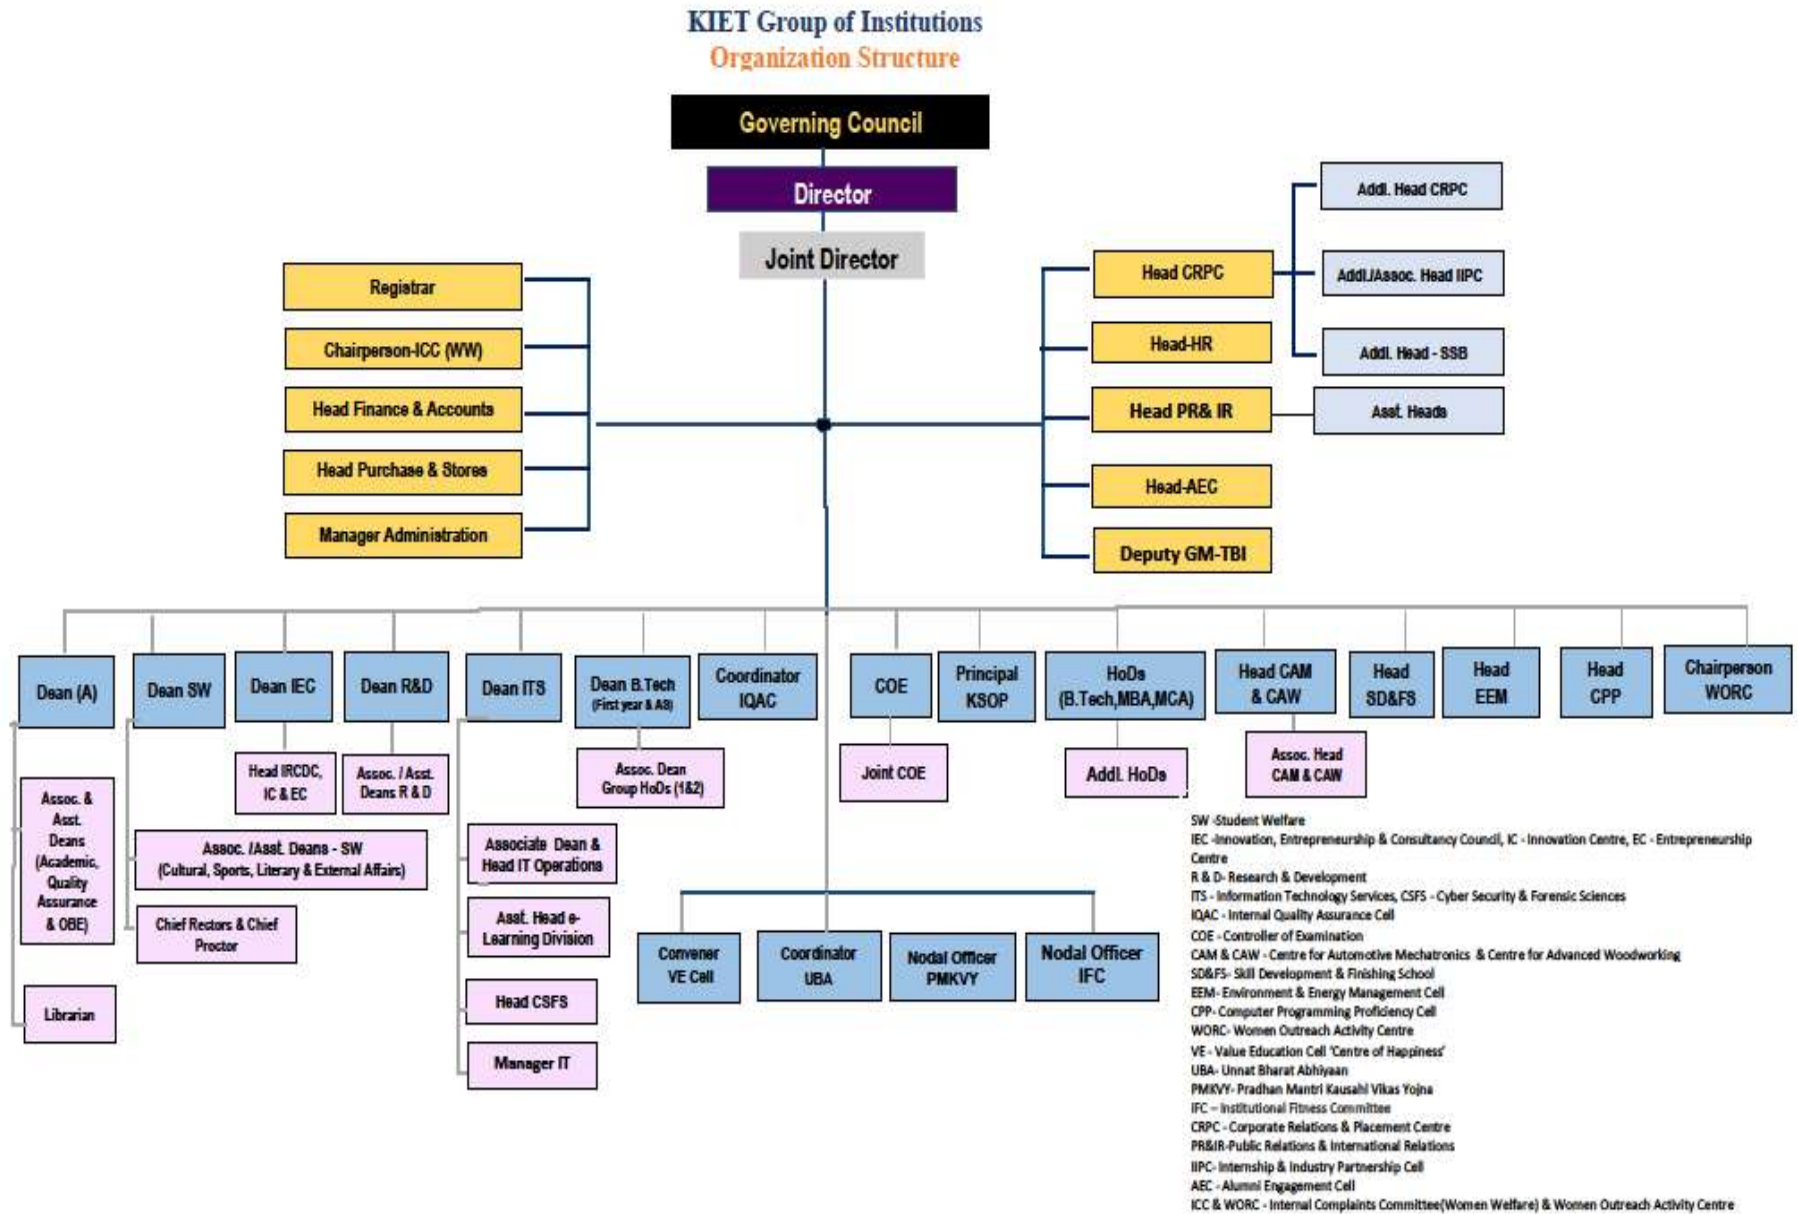 KIET Group of Institutions
Organization Structure
Governing Council
Director
Joint Director
Registrar
Chairperson-ICC (WW)
Head Finance & Accounts
Head Purchase & Stores
Manager Administration
Head CRPC
Head-HR
Head PR& IR
Head-AEC
Deputy GM-TBI
Addl. Head CRPC
Addl./Assoc. Head IIPC
Addl. Head - SSB
Asst. Heads
Dean (A)
Dean SW
Dean IEC
Dean R&D
Dean ITS
Dean B.Tech
(First year & AS)
Coordinator
IQAC
COE
Principal
KSOP
HoDs
(B.Tech,MBA,MCA)
Head CAM
& CAW
Head
SD&FS
Head
EEM
Head
CPP
Chairperson
WORC
Assoc. &
Asst.
Deans
(Academic,
Quality
Assurance
& OBE)
Librarian
Assoc. /Asst. Deans - SW
(Cultural, Sports, Literary & External Affairs)
Chief Rectors & Chief
Proctor
Head IRCDC,
IC & EC
Assoc. / Asst.
Deans R & D
Associate Dean &
Head IT Operations
Asst. Head e-
Learning Division
Head CSFS
Manager IT
Assoc. Dean
Group HoDs (1&2)
Joint COE
Addl. HoDs
Assoc. Head
CAM & CAW
Convener
VE Cell
Coordinator
UBA
Nodal Officer
PMKVY
Nodal Officer
IFC
SW -Student Welfare
IEC -Innovation, Entrepreneurship & Consultancy Council, IC - Innovation Centre, EC - Entrepreneurship
Centre
R & D- Research & Development
ITS - Information Technology Services, CSFS - Cyber Security & Forensic Sciences
IQAC - Internal Quality Assurance Cell
COE - Controller of Examination
CAM & CAW - Centre for Automotive Mechatronics & Centre for Advanced Woodworking
SD&FS- Skill Development & Finishing School
EEM- Environment & Energy Management Cell
CPP- Computer Programming Proficiency Cell
WORC- Women Outreach Activity Centre
VE - Value Education Cell 'Centre of Happiness'
UBA- Unnat Bharat Abhiyaan
PMKVY- Pradhan Mantri Kausahl Vikas Yojna
IFC – Institutional Fitness Committee
CRPC - Corporate Relations & Placement Centre
PR&IR-Public Relations & International Relations
IIPC- Internship & Industry Partnership Cell
AEC - Alumni Engagement Cell
ICC & WORC - Internal Complaints Committee(Women Welfare) & Women Outreach Activity Centre